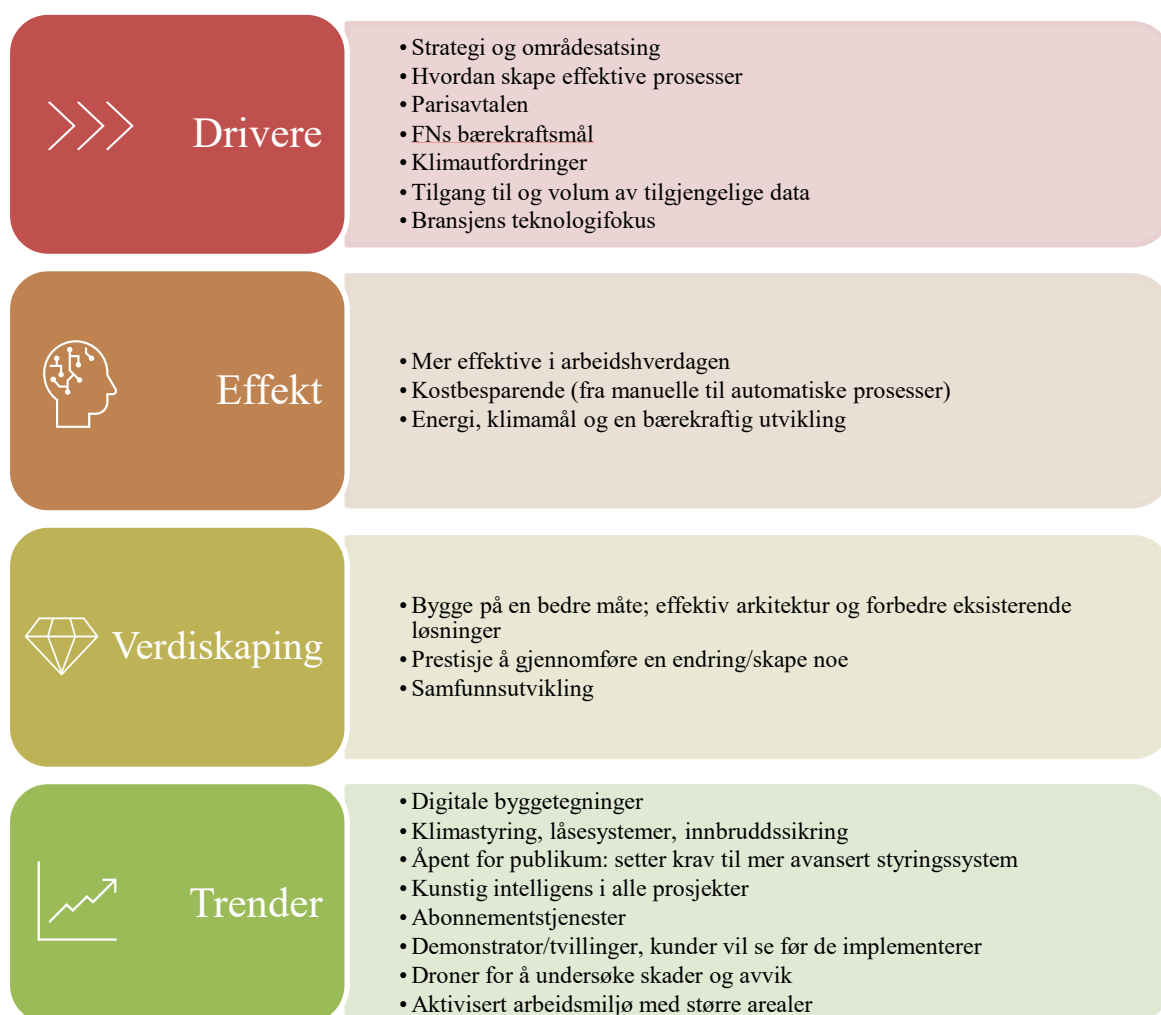 Drivere
• Strategi og områdesatsing
• Hvordan skape effektive prosesser
• Parisavtalen
• FNs bærekraftsmål
• Klimautfordringer
• Tilgang til og volum av tilgjengelige data
• Bransjens teknologifokus
Effekt
• Mer effektive i arbeidshverdagen
• Kostbesparende (fra manuelle til automatiske prosesser)
• Energi, klimamål og en bærekraftig utvikling
Verdiskaping
• Bygge på en bedre måte; effektiv arkitektur og forbedre eksisterende
løsninger
• Prestisje å gjennomføre en endring/skape noe
• Samfunnsutvikling
Trender
• Digitale byggetegninger
• Klimastyring, låsesystemer, innbruddssikring
• Åpent for publikum: setter krav til mer avansert styringssystem
• Kunstig intelligens i alle prosjekter
• Abonnementstjenester
• Demonstrator/tvillinger, kunder vil se før de implementerer
• Droner for å undersøke skader og avvik
• Aktivisert arbeidsmiljø med større arealer